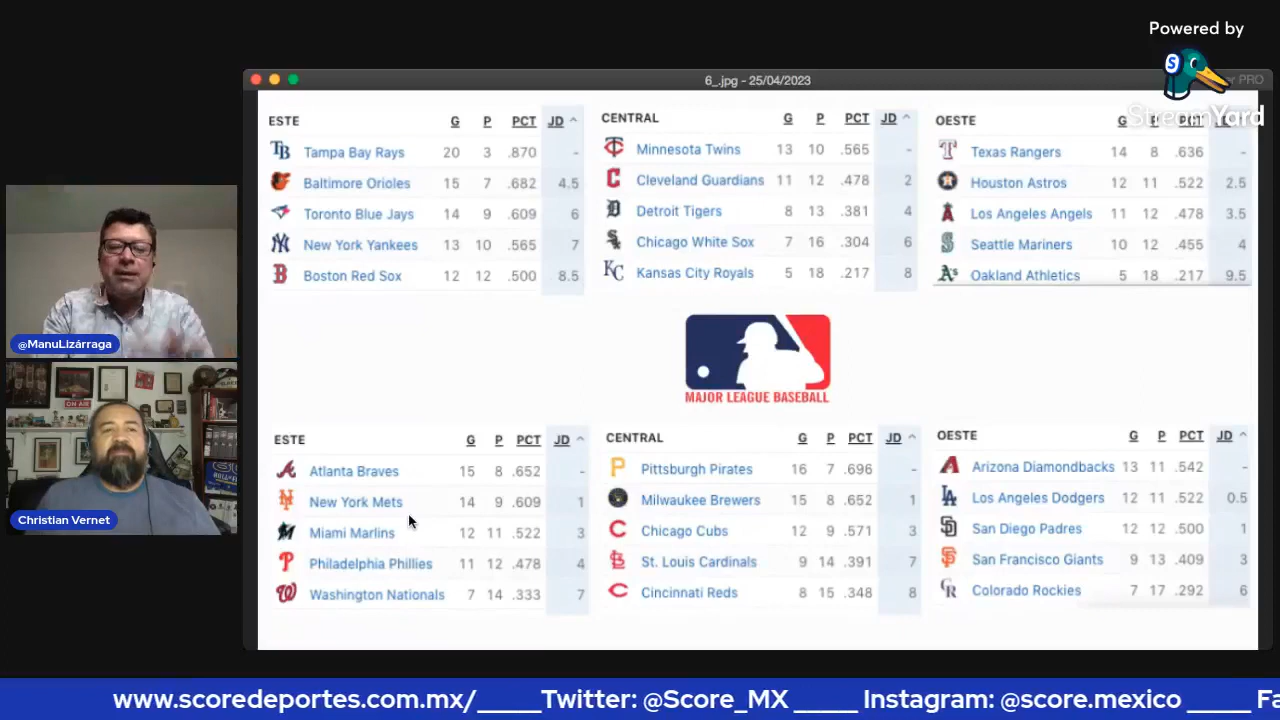 Powered by
StreamYard
6_.jpg - 25/04/2023
er PRO
ESTE G P PCT JD
Tampa Bay Rays 20 3 .870 -
Baltimore Orioles 15 7 .682 4.5
Toronto Blue Jays 14 9 .609 6
New York Yankees 13 10 .565 7
Boston Red Sox 12 12 .500 8.5
CENTRAL G P PCT JD
Minnesota Twins 13 10 .565 -
Cleveland Guardians 11 12 .478 2
Detroit Tigers 8 13 .381 4
Chicago White Sox 7 16 .304 6
Kansas City Royals 5 18 .217 8
OESTE G P PCT
Texas Rangers 14 8 .636 -
Houston Astros 12 11 .522 2.5
Los Angeles Angels 11 12 .478 3.5
Seattle Mariners 10 12 .455 4
Oakland Athletics 5 18 .217 9.5
MAJOR LEAGUE BASEBALL
ESTE G P PCT JD
Atlanta Braves 15 8 .652 -
New York Mets 14 9 .609 1
Miami Marlins 12 11 .522 3
Philadelphia Phillies 11 12 .478 4
Washington Nationals 7 14 .333 7
CENTRAL G P PCT JD
Pittsburgh Pirates 16 7 .696 -
Milwaukee Brewers 15 8 .652 1
Chicago Cubs 12 9 .571 3
St. Louis Cardinals 9 14 .391 7
Cincinnati Reds 8 15 .348 8
OESTE G P PCT JD
Arizona Diamondbacks 13 11 .542 -
Los Angeles Dodgers 12 11 .522 0.5
San Diego Padres 12 12 .500 1
San Francisco Giants 9 13 .409 3
Colorado Rockies 7 17 .292 6
@ManuLizárraga
ON AIR
Christian Vernet
www.scoredeportes.com.mx/_____Twitter: @Score_MX _____ Instagram: @score.mexico _____ Fa